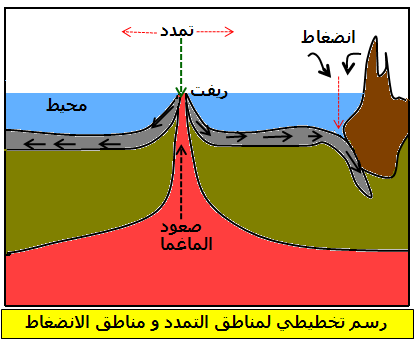 تمدد
انضغاط
ريفت
محيط
صعود
الماغما
رسم تخطيطي لمناطق التمدد و مناطق الانضغاط